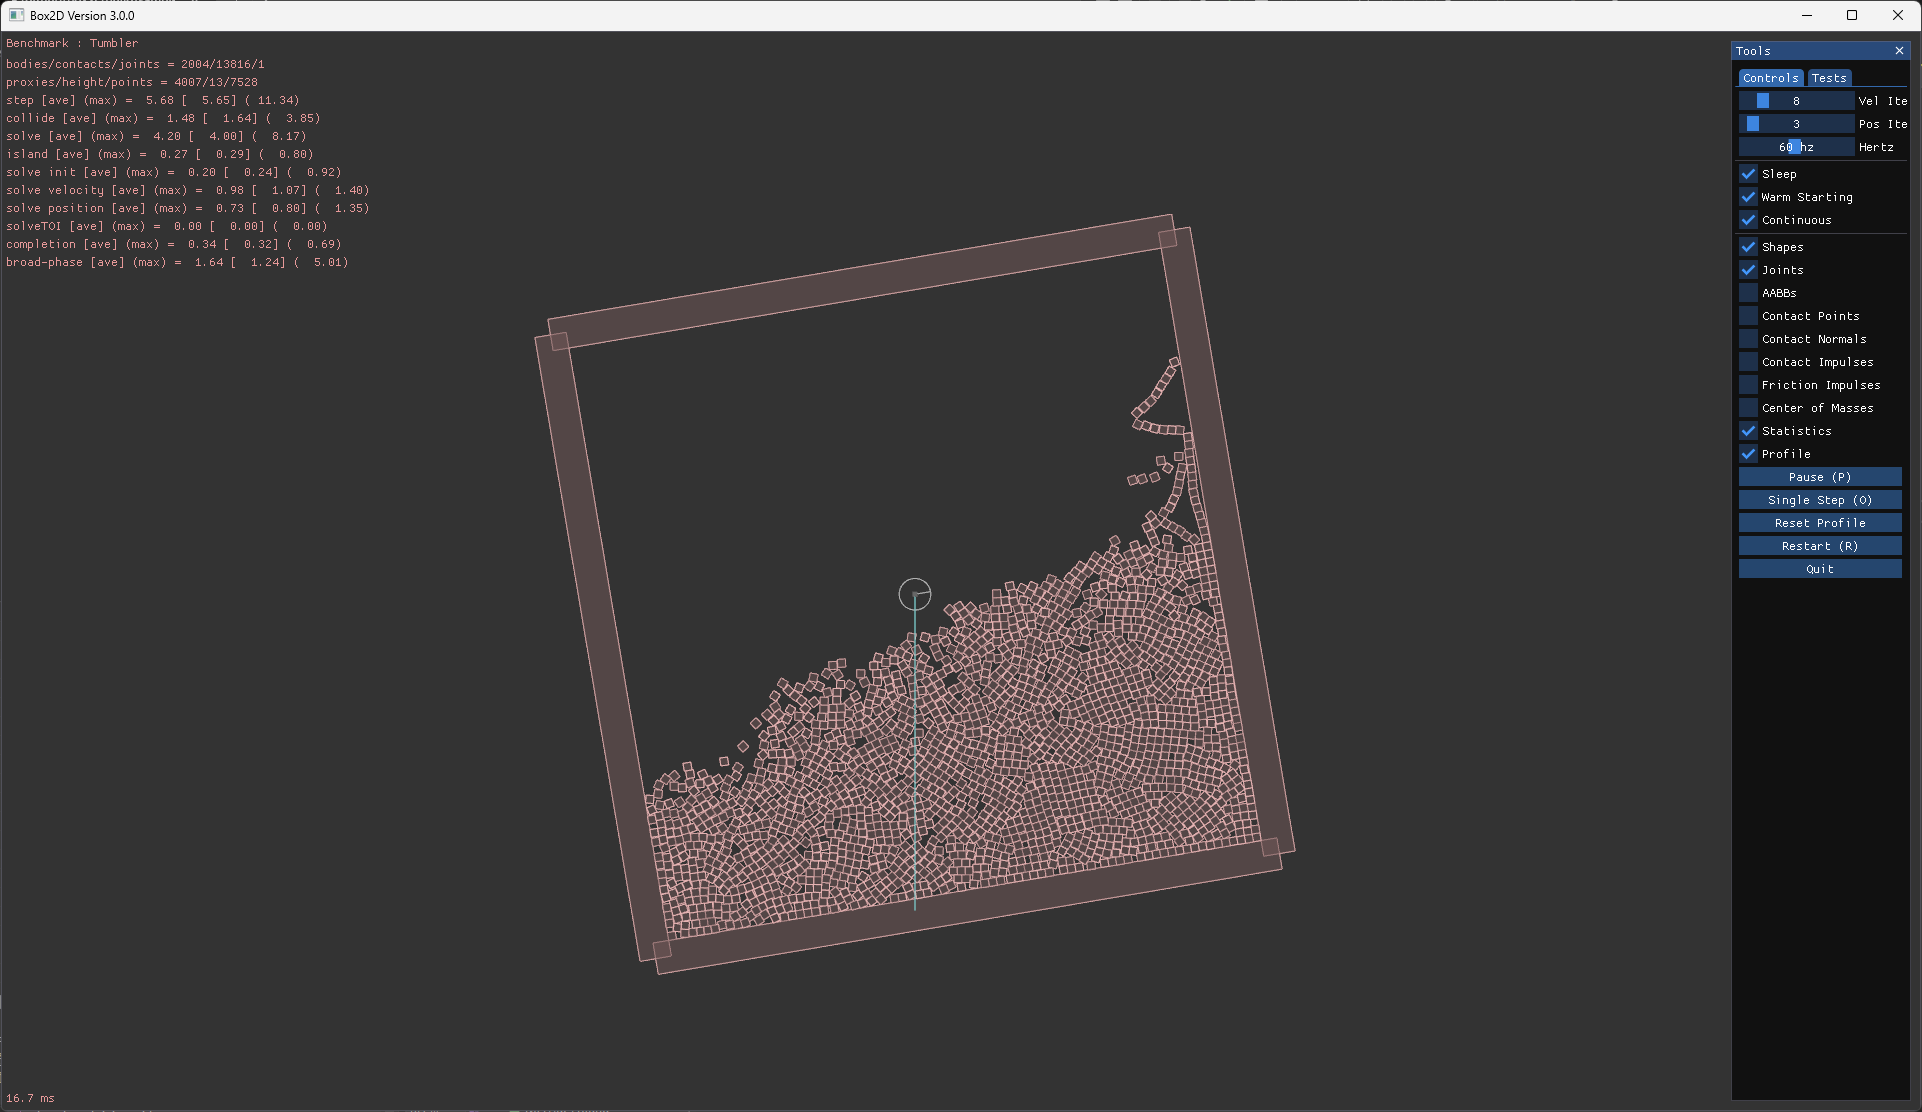 Box2D Version 3.0.0
Benchmark : Tumbler
bodies/contacts/joints = 2004/13816/1
proxies/height/points = 4007/13/7528
step [ave] (max) =  5.68 [  5.65] ( 11.34)
collide [ave] (max) =  1.48 [  1.64] (  3.85)
solve [ave] (max) =  4.20 [  4.00] (  8.17)
island [ave] (max) =  0.27 [  0.29] (  0.80)
solve init [ave] (max) =  0.20 [  0.24] (  0.92)
solve velocity [ave] (max) =  0.98 [  1.07] (  1.40)
solve position [ave] (max) =  0.73 [  0.80] (  1.35)
solveTOI [ave] (max) =  0.00 [  0.00] (  0.00)
completion [ave] (max) =  0.34 [  0.32] (  0.69)
broad-phase [ave] (max) =  1.64 [  1.24] (  5.01)
16.7 ms
Tools
Controls Tests
8 Vel Ite
3 Pos Ite
60 hz Hertz
Sleep
Warm Starting
Continuous
Shapes
Joints
AABBs
Contact Points
Contact Normals
Contact Impulses
Friction Impulses
Center of Masses
Statistics
Profile
Pause (P)
Single Step (O)
Reset Profile
Restart (R)
Quit